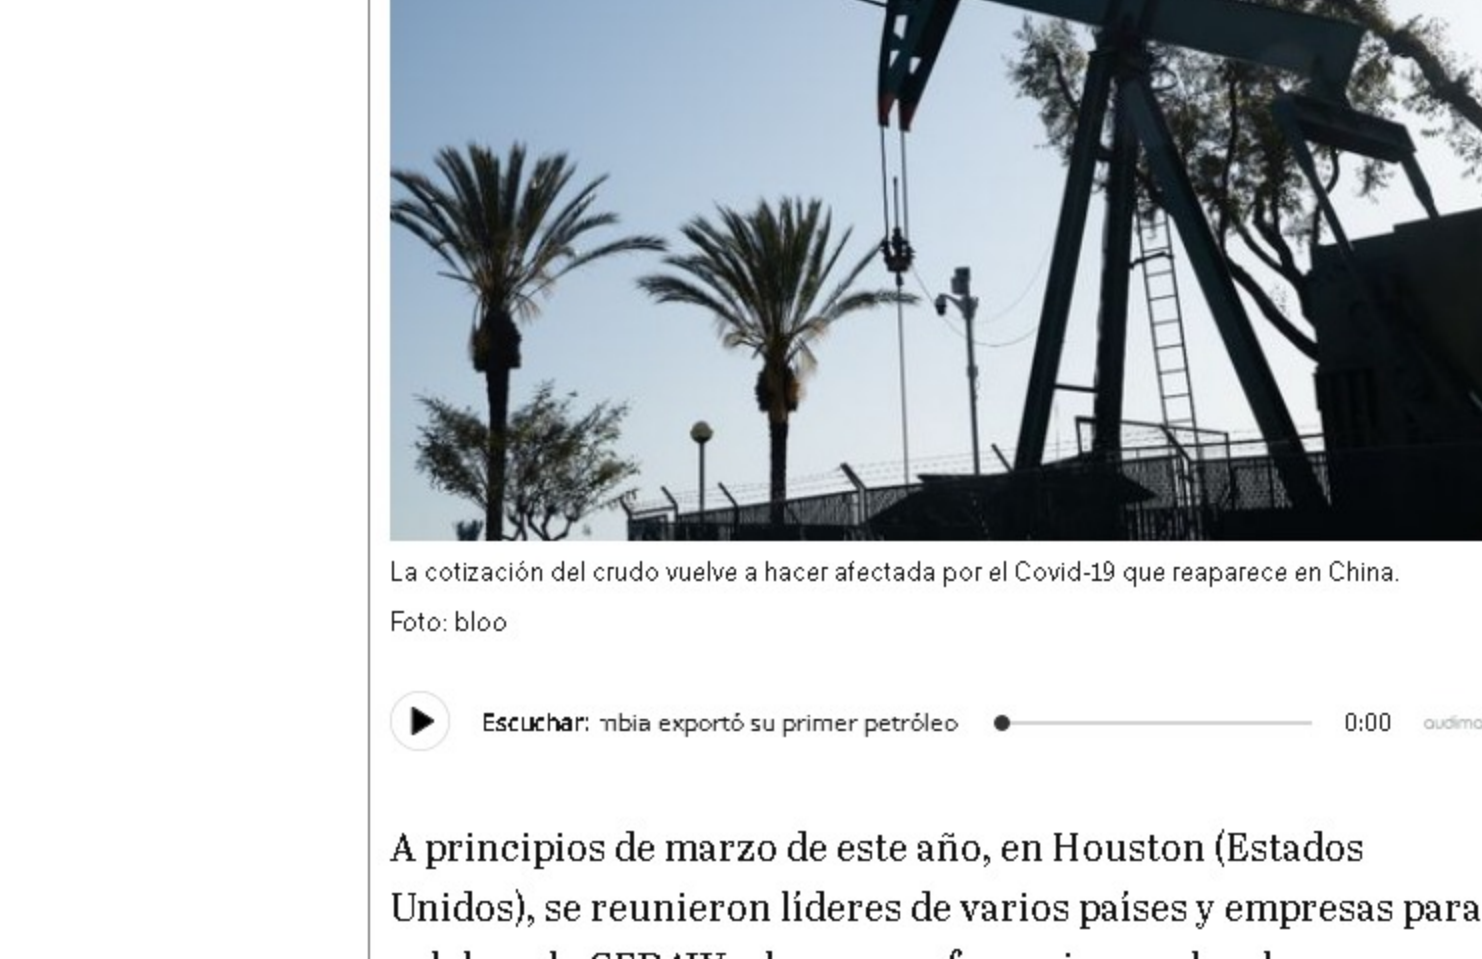 La cotización del crudo vuelve a hacer afectada por el Covid-19 que reaparece en China.
Foto: bloo
Escuchar: mbia exportó su primer petróleo 0:00
A principios de marzo de este año, en Houston (Estados
Unidos), se reunieron líderes de varios países y empresas para